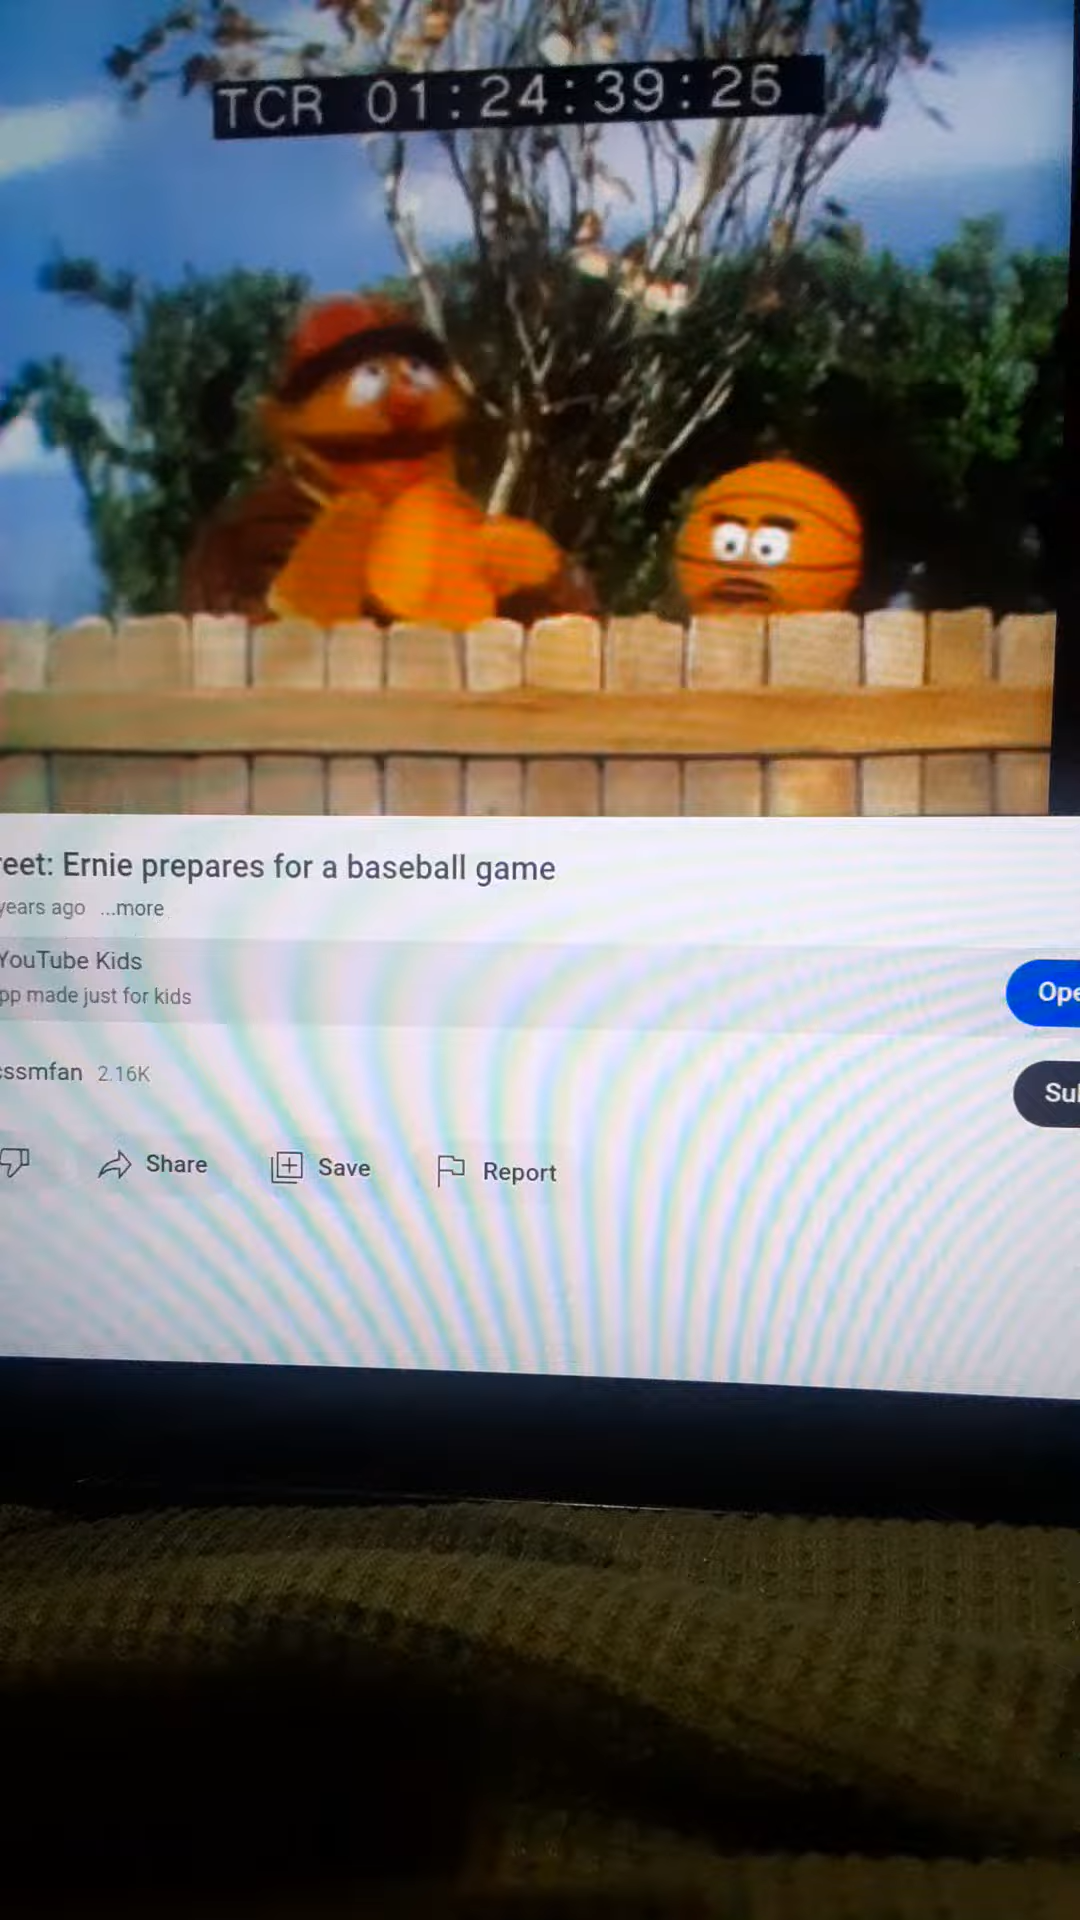 TCR 01:24:39:26
reet: Ernie prepares for a baseball game
years ago ...more
YouTube Kids
pp made just for kids
Ope
ssmfan 2.16K
Sub
Share
Save
Report